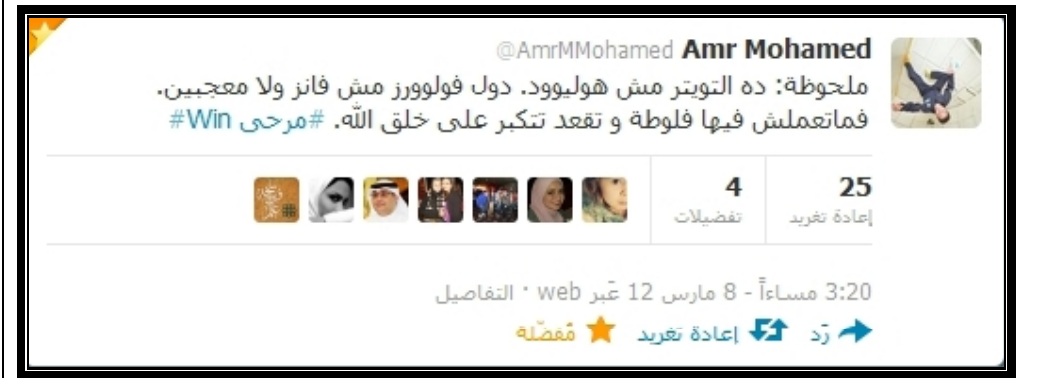 Amr Mohamed @AmrMMohamed
ملحوظة: ده التويتر مش هوليوود. دول فولوورز مش فانز ولا معجبين.
فماتعملش فيها فلوطة و تقعد تتكبر على خلق الله. #مرحى Win#
25 4
إعادة تغريد تفضيلات
3:20 مساءاً - 8 مارس 12 عَبر web · التفاصيل
رَد إعادة تغريد مُفضّلة